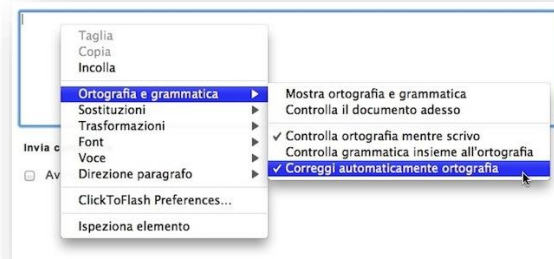 Taglia
Copia
Incolla
Ortografia e grammatica
Sostituzioni
Trasformazioni
Font
Voce
Direzione paragrafo
ClickToFlash Preferences...
Ispeziona elemento
Mostra ortografia e grammatica
Controlla il documento adesso
Controlla ortografia mentre scrivo
Controlla grammatica insieme all'ortografia
Correggi automaticamente ortografia
Invia c
Av